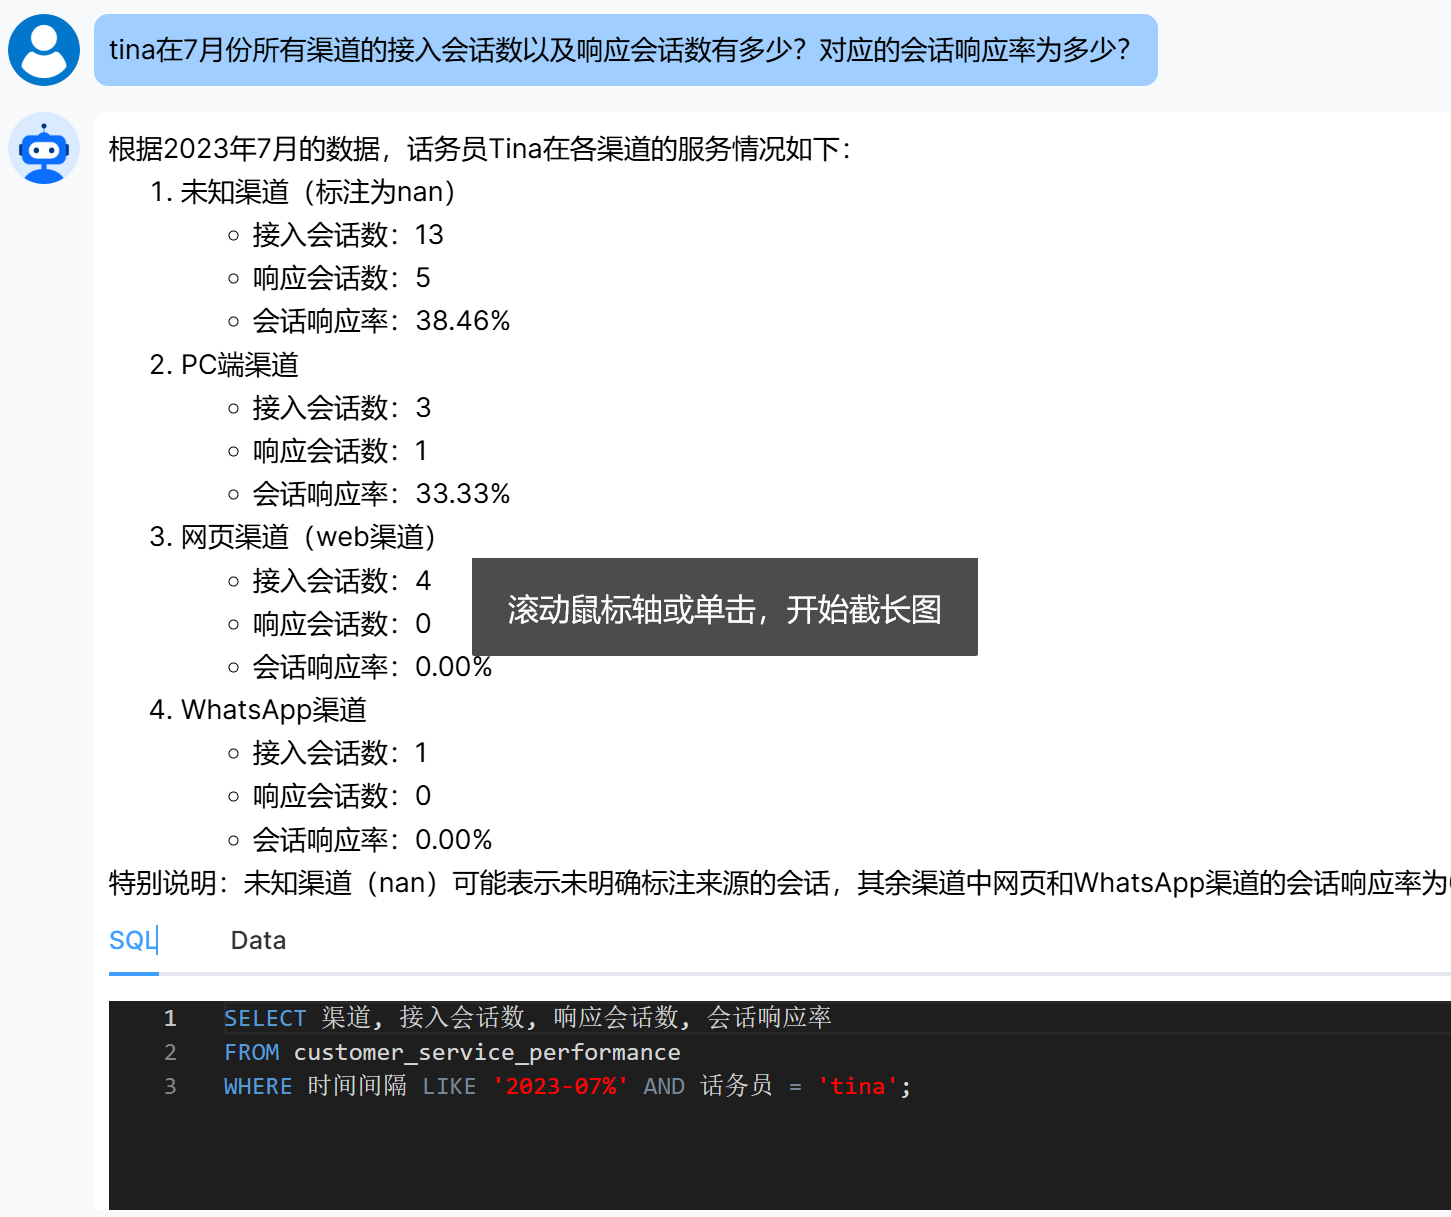 tina在7月份所有渠道的接入会话数以及响应会话数有多少？对应的会话响应率为多少？
根据2023年7月的数据，话务员Tina在各渠道的服务情况如下：
1. 未知渠道（标注为nan）
接入会话数：13
响应会话数：5
会话响应率：38.46%
2. PC端渠道
接入会话数：3
响应会话数：1
会话响应率：33.33%
3. 网页渠道（web渠道）
接入会话数：4
响应会话数：0
滚动鼠标轴或单击，开始截长图
会话响应率：0.00%
4. WhatsApp渠道
接入会话数：1
响应会话数：0
会话响应率：0.00%
特别说明：未知渠道（nan）可能表示未明确标注来源的会话，其余渠道中网页和WhatsApp渠道的会话响应率为
SQL Data
1 SELECT 渠道, 接入会话数, 响应会话数, 会话响应率
2 FROM customer_service_performance
3 WHERE 时间间隔 LIKE '2023-07%' AND 话务员 = 'tina';